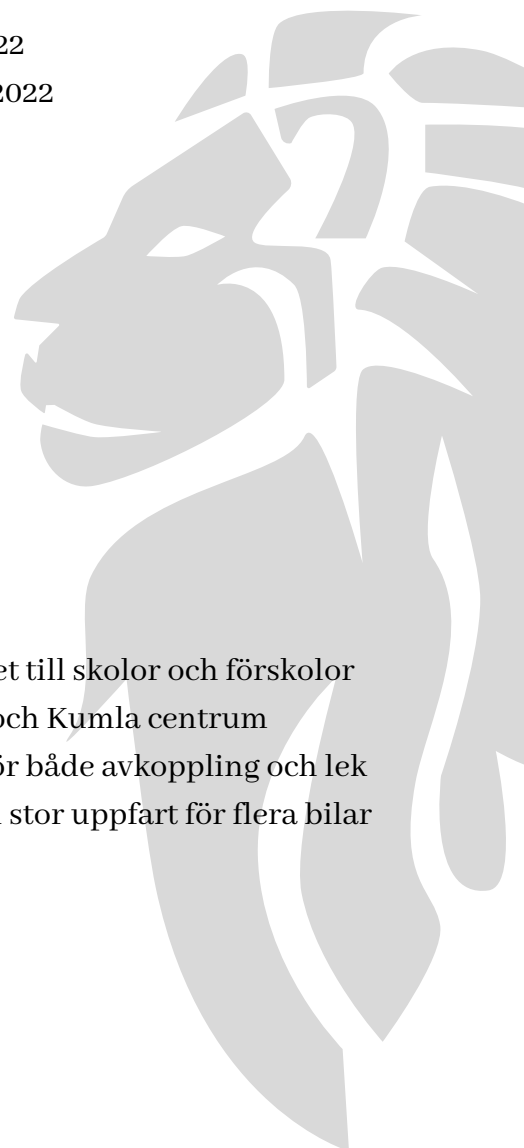 22
2022
et till skolor och förskolor
och Kumla centrum
ör både avkoppling och lek
stor uppfart för flera bilar